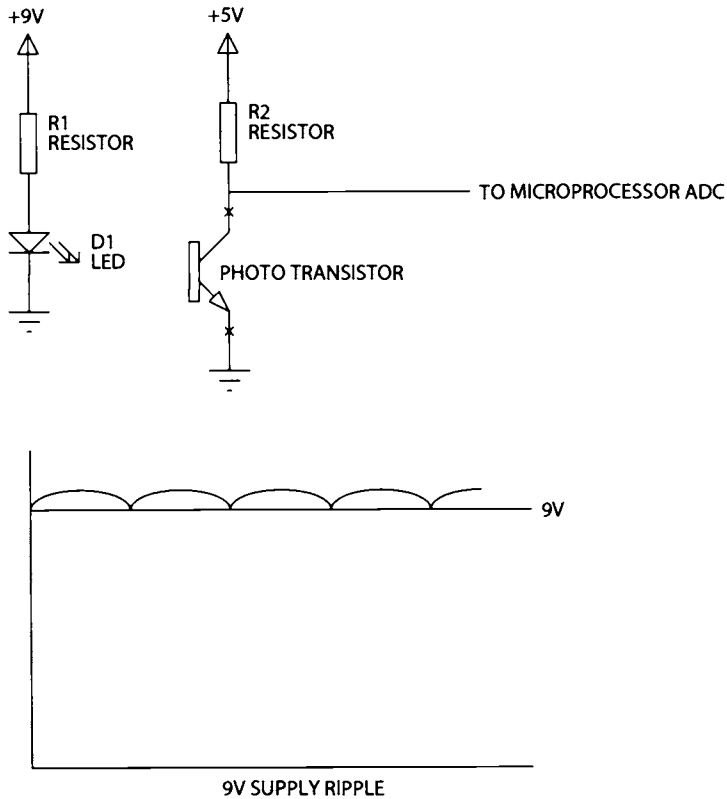 +9V
+5V
R1
RESISTOR
R2
RESISTOR
TO MICROPROCESSOR ADC
D1
LED
PHOTO TRANSISTOR
9V
9V SUPPLY RIPPLE